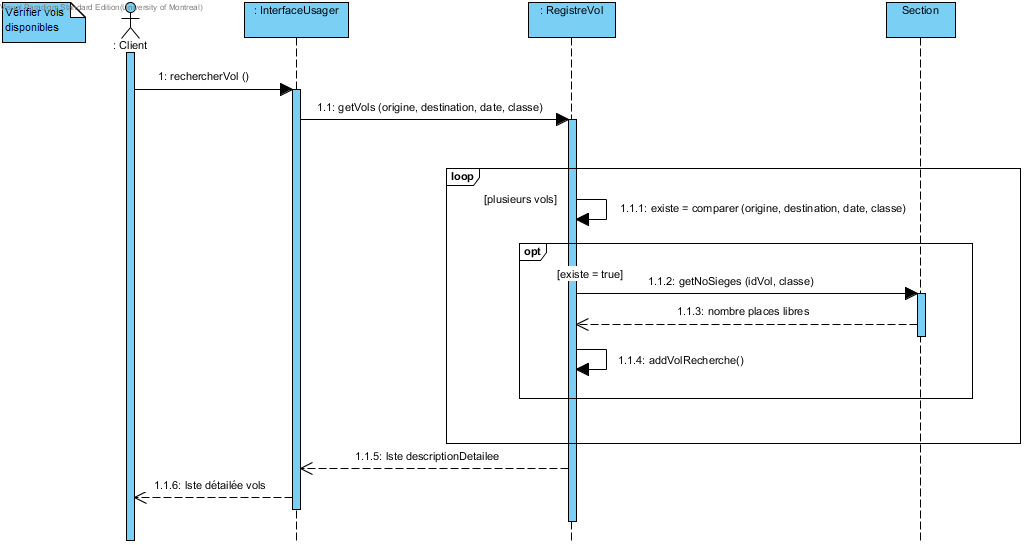 Visual Paradigm Standard Edition(University of Montreal)
Vérifier vols
disponibles
: Client
: InterfaceUsager
: RegistreVol
Section
1: rechercherVol ()
1.1: getVols (origine, destination, date, classe)
loop
[plusieurs vols]
1.1.1: existe = comparer (origine, destination, date, classe)
opt
[existe = true]
1.1.2: getNoSieges (idVol, classe)
1.1.3: nombre places libres
1.1.4: addVolRecherche()
1.1.5: lste descriptionDetailee
1.1.6: lste détailée vols